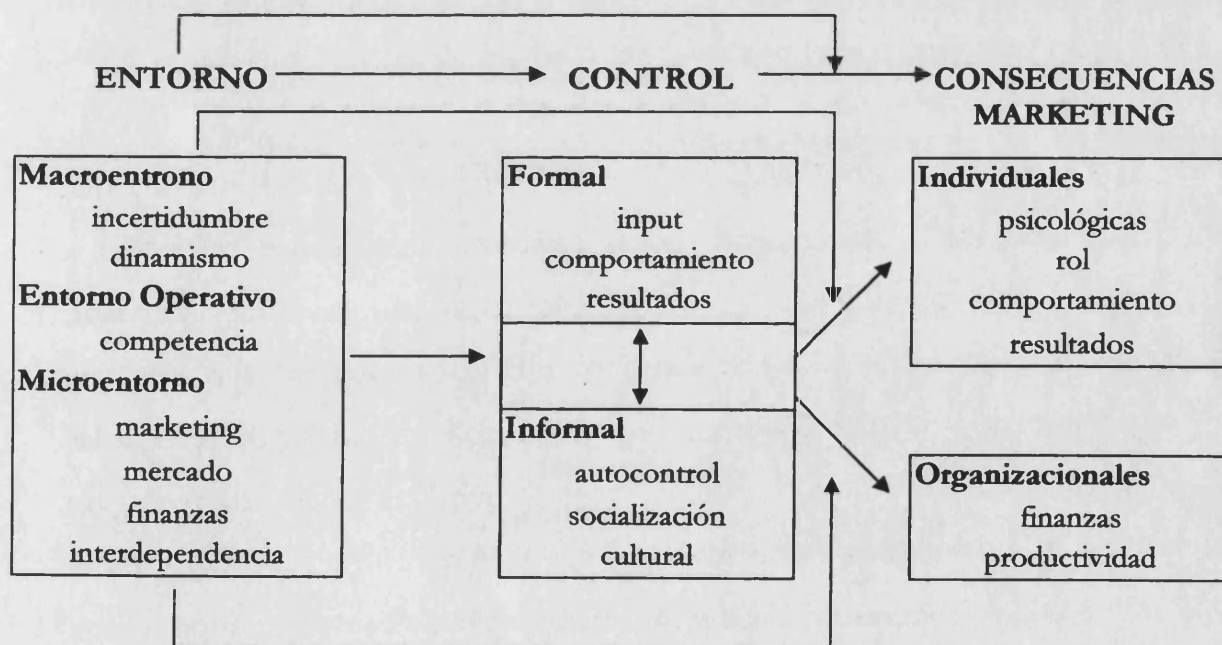 ENTORNO
CONTROL
CONSECUENCIAS
MARKETING
Macroentrono
incertidumbre
dinamismo
Entorno Operativo
competencia
Microentorno
marketing
mercado
finanzas
interdependencia
Formal
input
comportamiento
resultados
Informal
autocontrol
socialización
cultural
Individuales
psicológicas
rol
comportamiento
resultados
Organizacionales
finanzas
productividad